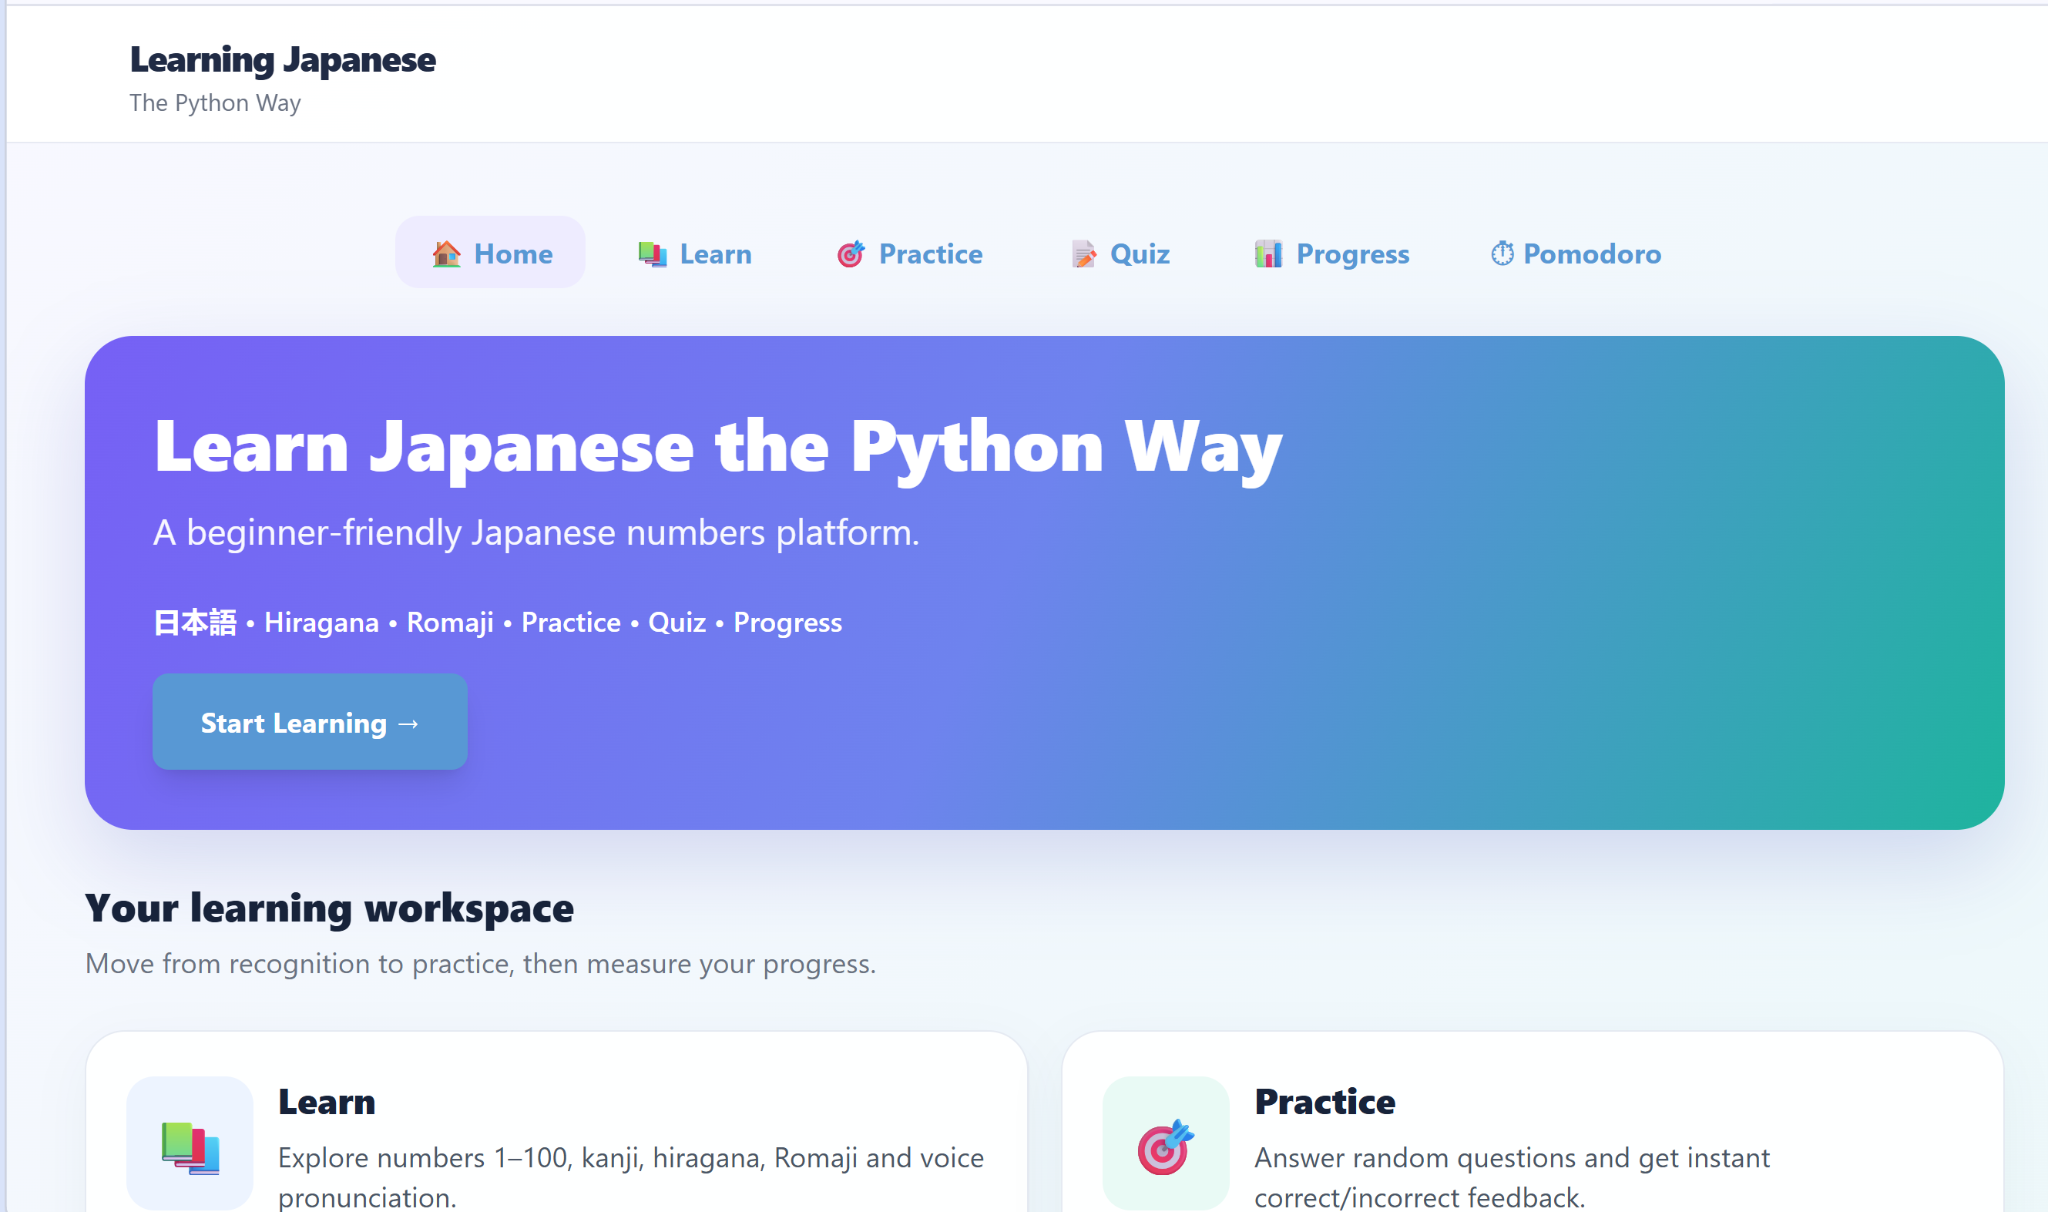 Learning Japanese
The Python Way
Home
Learn
Practice
Quiz
Progress
Pomodoro
Learn Japanese the Python Way
A beginner-friendly Japanese numbers platform.
日本語 • Hiragana • Romaji • Practice • Quiz • Progress
Start Learning →
Your learning workspace
Move from recognition to practice, then measure your progress.
Learn
Explore numbers 1–100, kanji, hiragana, Romaji and voice
pronunciation.
Practice
Answer random questions and get instant
correct/incorrect feedback.